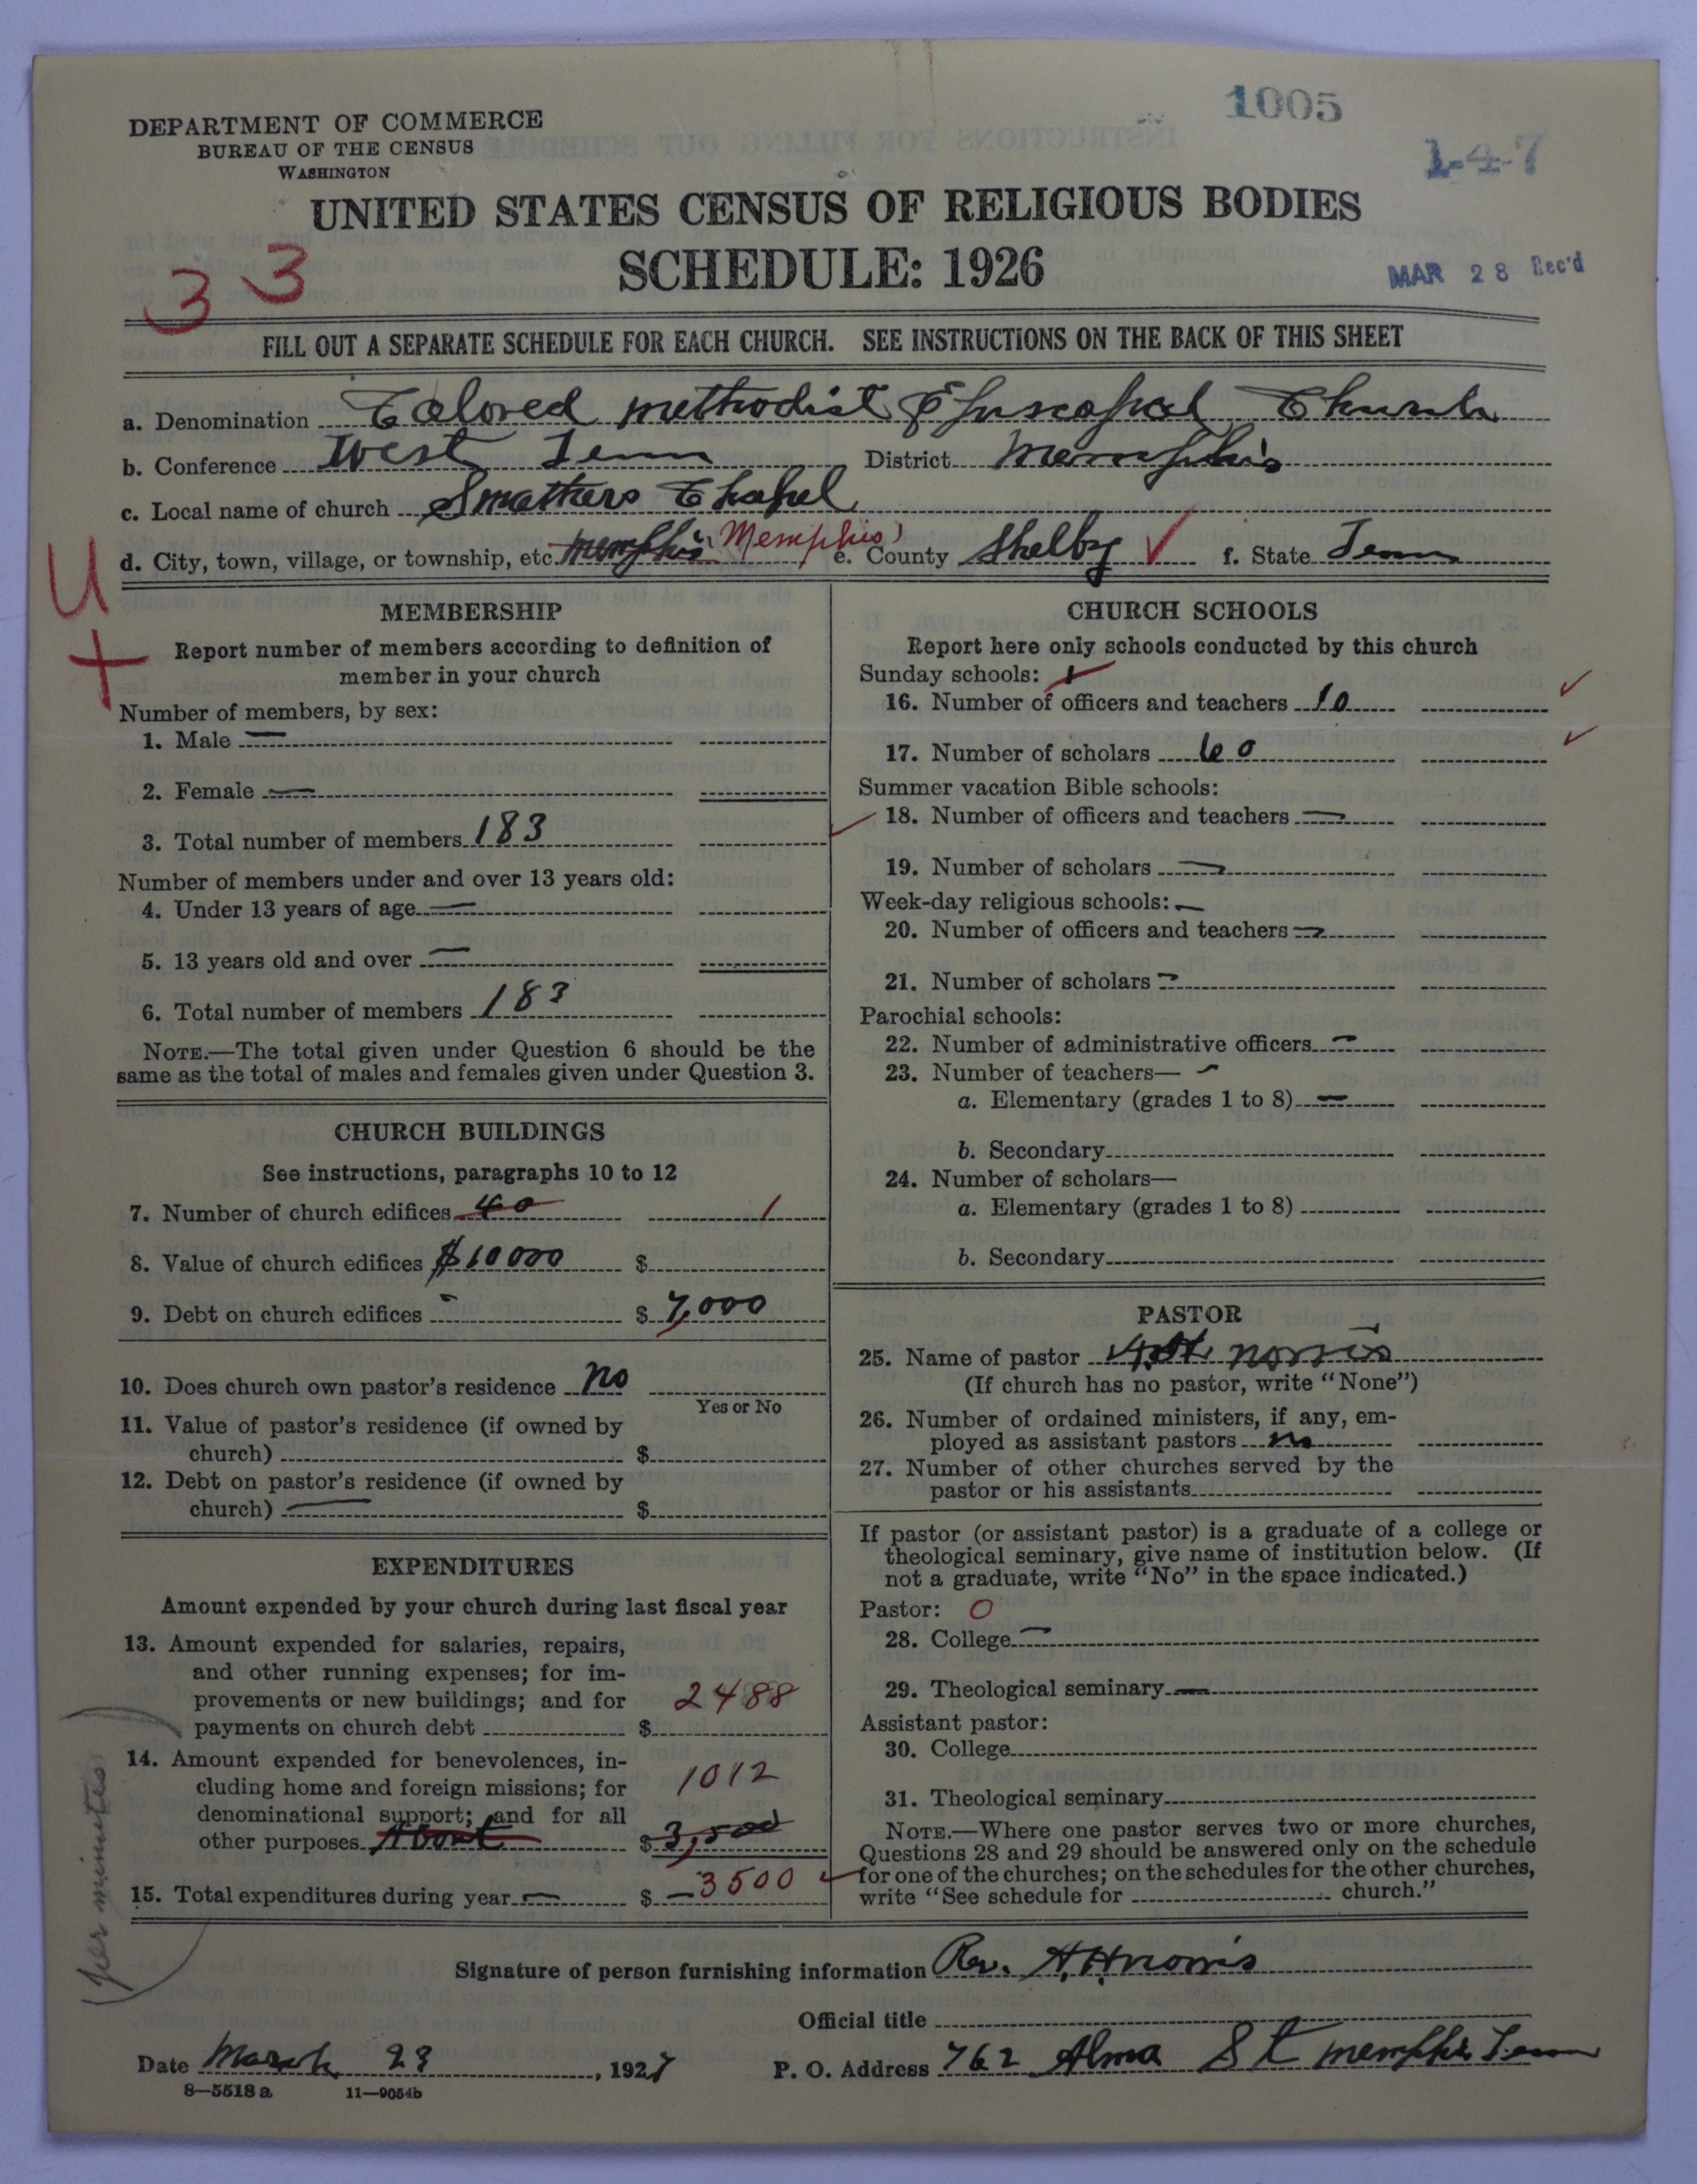 1005
1-4-7
DEPARTMENT OF COMMERCE
BUREAU OF THE CENSUS
WASHINGTON
UNITED STATES CENSUS OF RELIGIOUS BODIES
SCHEDULE: 1926
33
MAR 28 Rec'd
FILL OUT A SEPARATE SCHEDULE FOR EACH CHURCH. SEE INSTRUCTIONS ON THE BACK OF THIS SHEET
a. Denomination Colored methodist Episcopal Church
b. Conference West Tenn District Memphis
c. Local name of church Smathers Chapel
d. City, town, village, or township, etc. memphis Memphis e. County Shelby f. State Tenn
U
+
MEMBERSHIP
Report number of members according to definition of
member in your church
Number of members, by sex:
1. Male —
2. Female —
3. Total number of members 183
Number of members under and over 13 years old:
4. Under 13 years of age —
5. 13 years old and over —
6. Total number of members 183
NOTE.—The total given under Question 6 should be the
same as the total of males and females given under Question 3.
CHURCH BUILDINGS
See instructions, paragraphs 10 to 12
7. Number of church edifices 40 1
8. Value of church edifices $10000 $
9. Debt on church edifices - $ 7,000
10. Does church own pastor's residence no
Yes or No
11. Value of pastor's residence (if owned by
church) $
12. Debt on pastor's residence (if owned by
church) — $
EXPENDITURES
Amount expended by your church during last fiscal year
13. Amount expended for salaries, repairs,
and other running expenses; for im-
provements or new buildings; and for
payments on church debt $ 2488
14. Amount expended for benevolences, in-
cluding home and foreign missions; for
denominational support; and for all
other purposes About $ 1012 3,500
15. Total expenditures during year — $ —3500
(per minutes)
CHURCH SCHOOLS
Report here only schools conducted by this church
Sunday schools: 1
16. Number of officers and teachers 10
17. Number of scholars 60
Summer vacation Bible schools:
18. Number of officers and teachers —
19. Number of scholars —
Week-day religious schools: —
20. Number of officers and teachers —
21. Number of scholars —
Parochial schools:
22. Number of administrative officers —
23. Number of teachers— —
a. Elementary (grades 1 to 8) —
b. Secondary
24. Number of scholars—
a. Elementary (grades 1 to 8)
b. Secondary
PASTOR
25. Name of pastor norris
(If church has no pastor, write "None")
26. Number of ordained ministers, if any, em-
ployed as assistant pastors no
27. Number of other churches served by the
pastor or his assistants
If pastor (or assistant pastor) is a graduate of a college or
theological seminary, give name of institution below. (If
not a graduate, write "No" in the space indicated.)
Pastor: O
28. College —
29. Theological seminary —
Assistant pastor:
30. College
31. Theological seminary
NOTE.—Where one pastor serves two or more churches,
Questions 28 and 29 should be answered only on the schedule
for one of the churches; on the schedules for the other churches,
write "See schedule for church."
Signature of person furnishing information Rev. A. H. norris
Official title
Date March 23, 1927 P. O. Address 762 Alma St memphis Tenn
8—5518 a 11—9054b